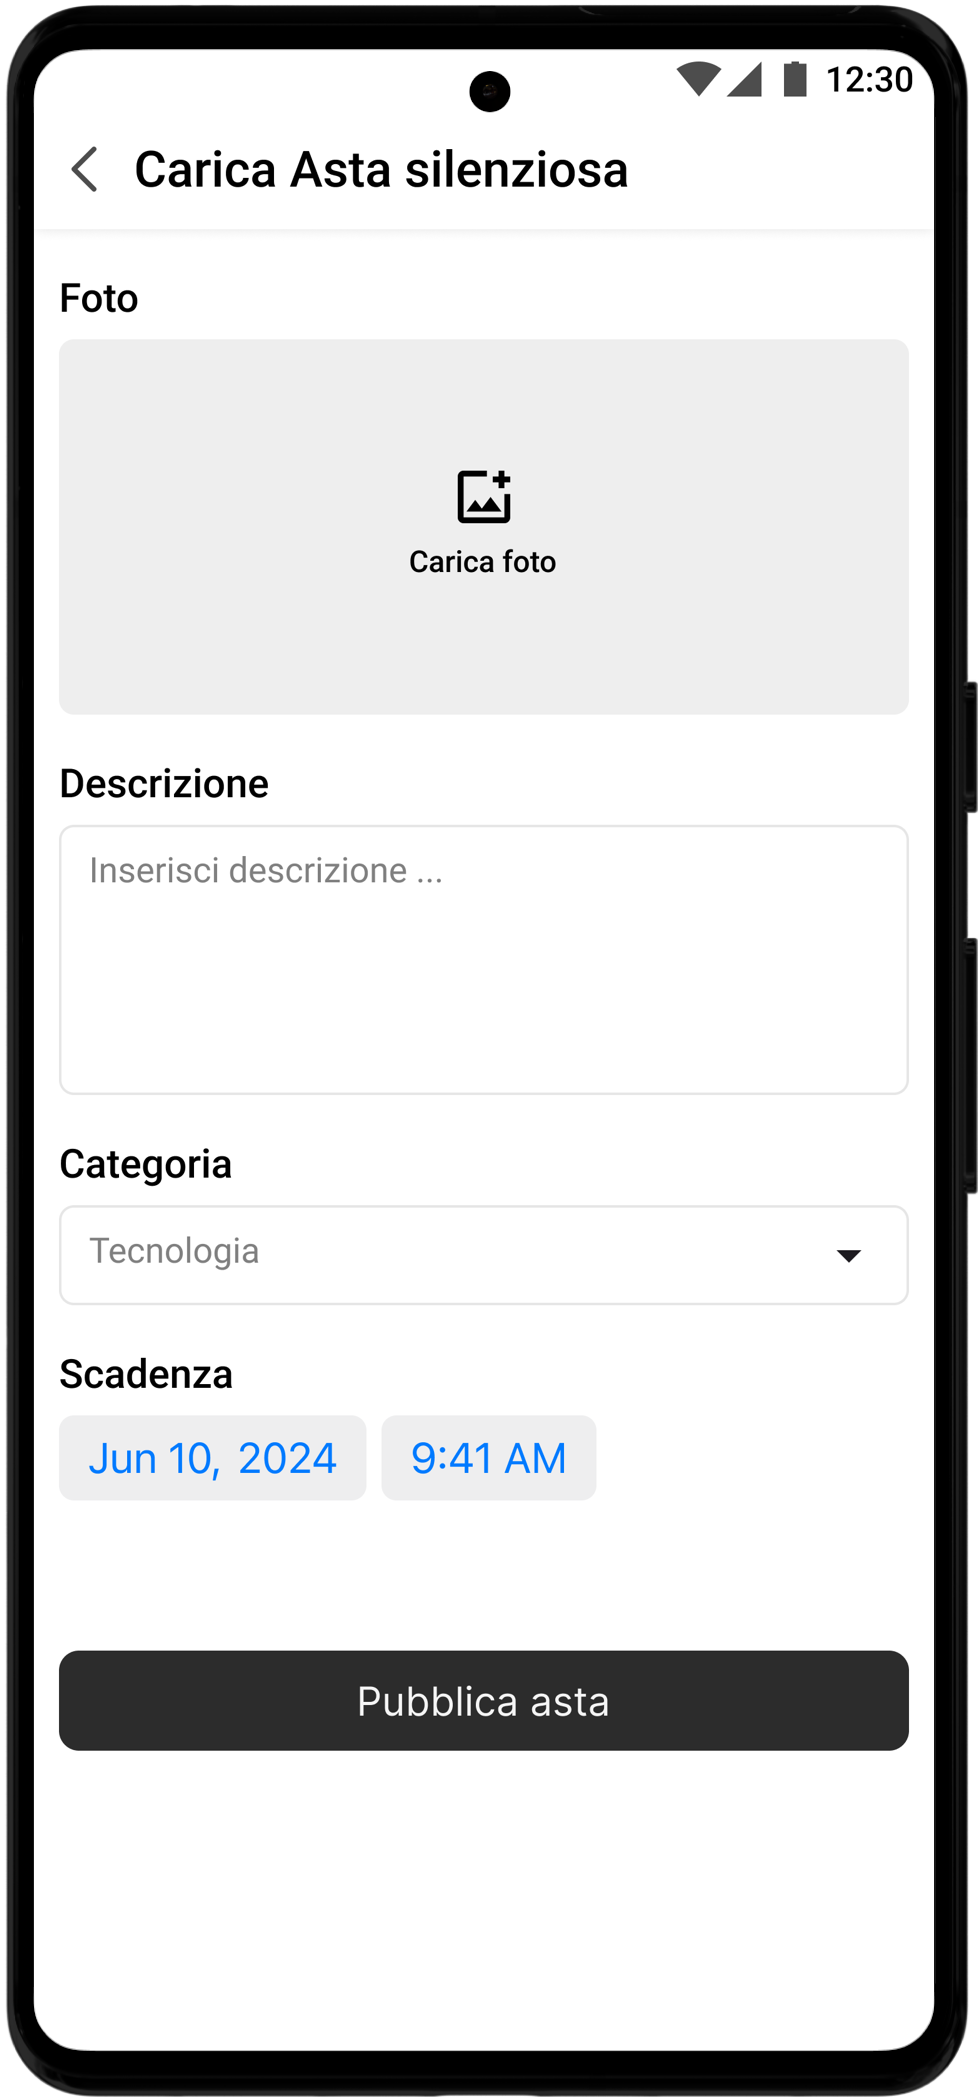 12:30
Carica Asta silenziosa
Foto
Carica foto
Descrizione
Inserisci descrizione ...
Categoria
Tecnologia
Scadenza
Jun 10, 2024 9:41 AM
Pubblica asta